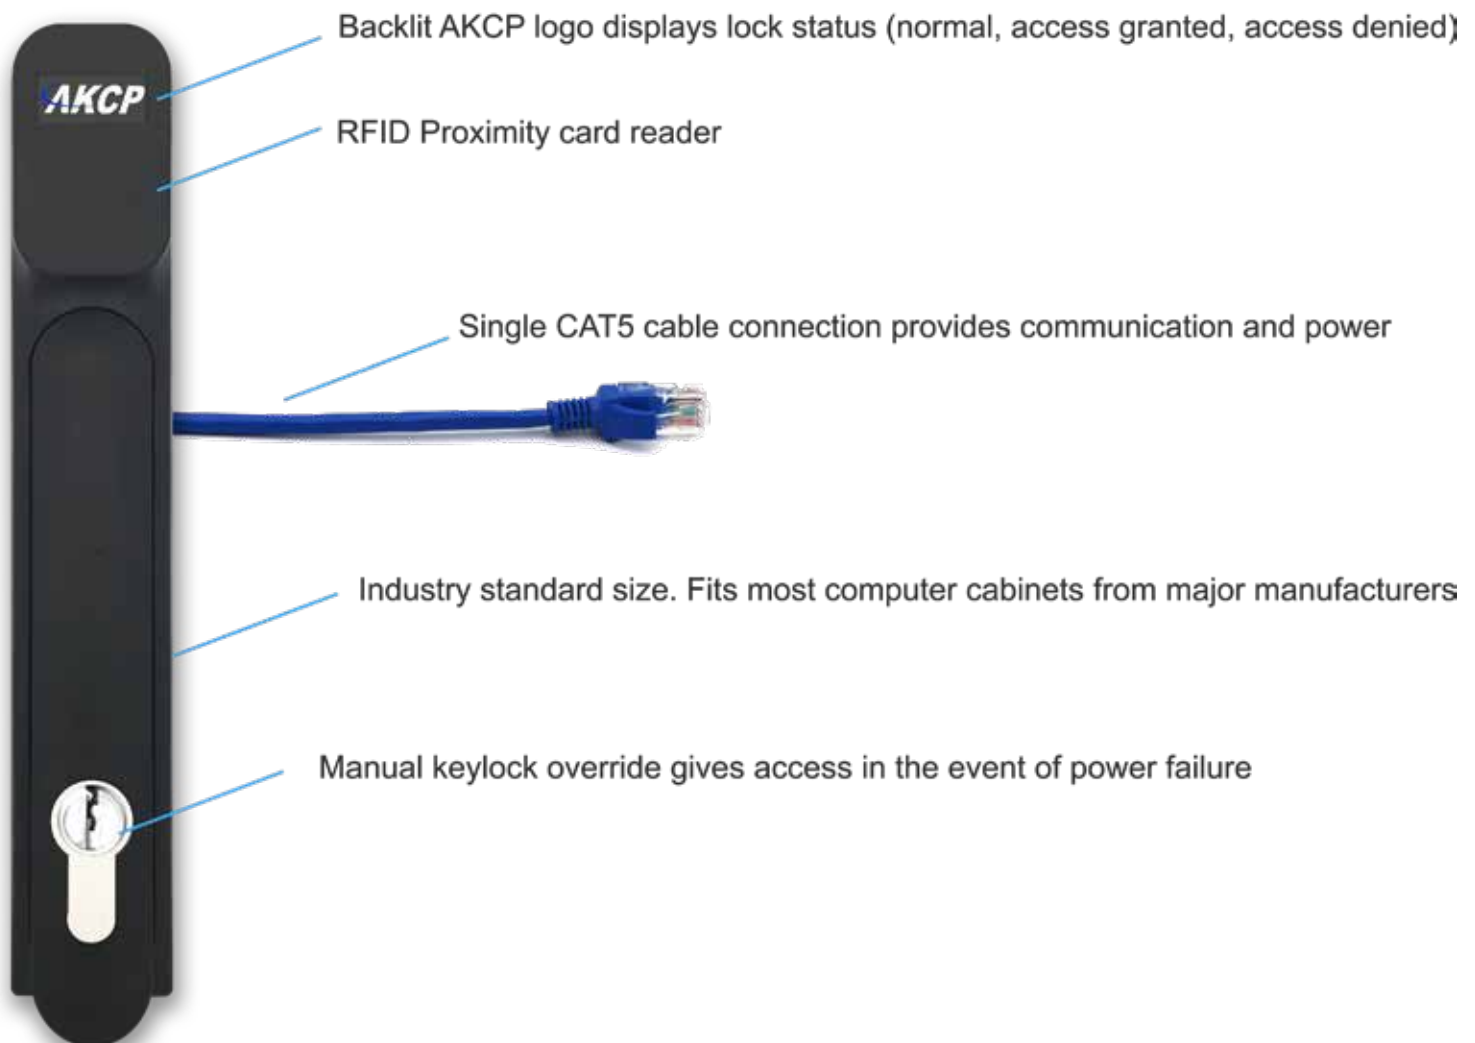 Backlit AKCP logo displays lock status (normal, access granted, access denied)
AKCP
RFID Proximity card reader
Single CAT5 cable connection provides communication and power
Industry standard size. Fits most computer cabinets from major manufacturers
Manual keylock override gives access in the event of power failure